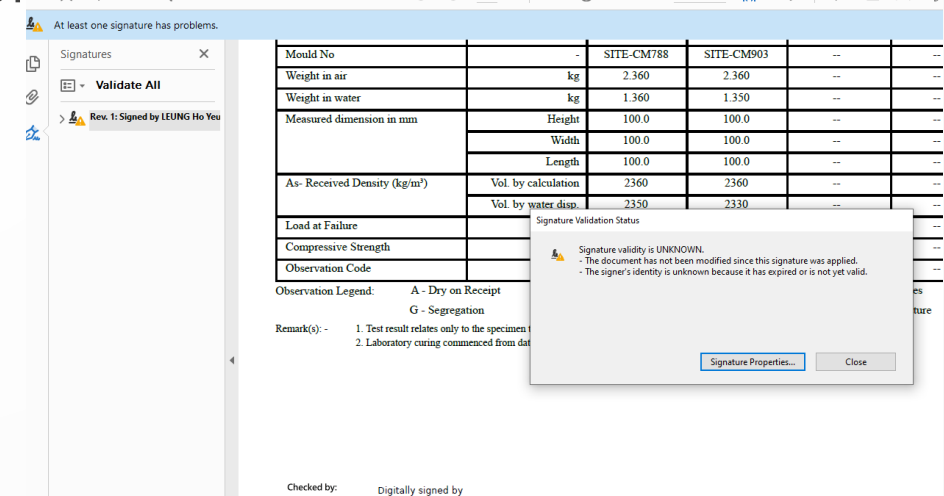 At least one signature has problems.
Signatures
Validate All
Rev. 1: Signed by LEUNG Ho Yeu
Mould No - SITE-CM788 SITE-CM903 -- --
Weight in air kg 2.360 2.360 -- --
Weight in water kg 1.360 1.350 -- --
Measured dimension in mm Height 100.0 100.0 -- --
Width 100.0 100.0 -- --
Length 100.0 100.0 -- --
As- Received Density (kg/m³) Vol. by calculation 2360 2360 -- --
Vol. by water disp. 2350 2330 -- --
Load at Failure --
Compressive Strength --
Observation Code --
Signature Validation Status
Signature validity is UNKNOWN.
- The document has not been modified since this signature was applied.
- The signer's identity is unknown because it has expired or is not yet valid.
Signature Properties... Close
Observation Legend: A - Dry on Receipt es
G - Segregation ture
Remark(s): - 1. Test result relates only to the specimen t
2. Laboratory curing commenced from dat
Checked by: Digitally signed by